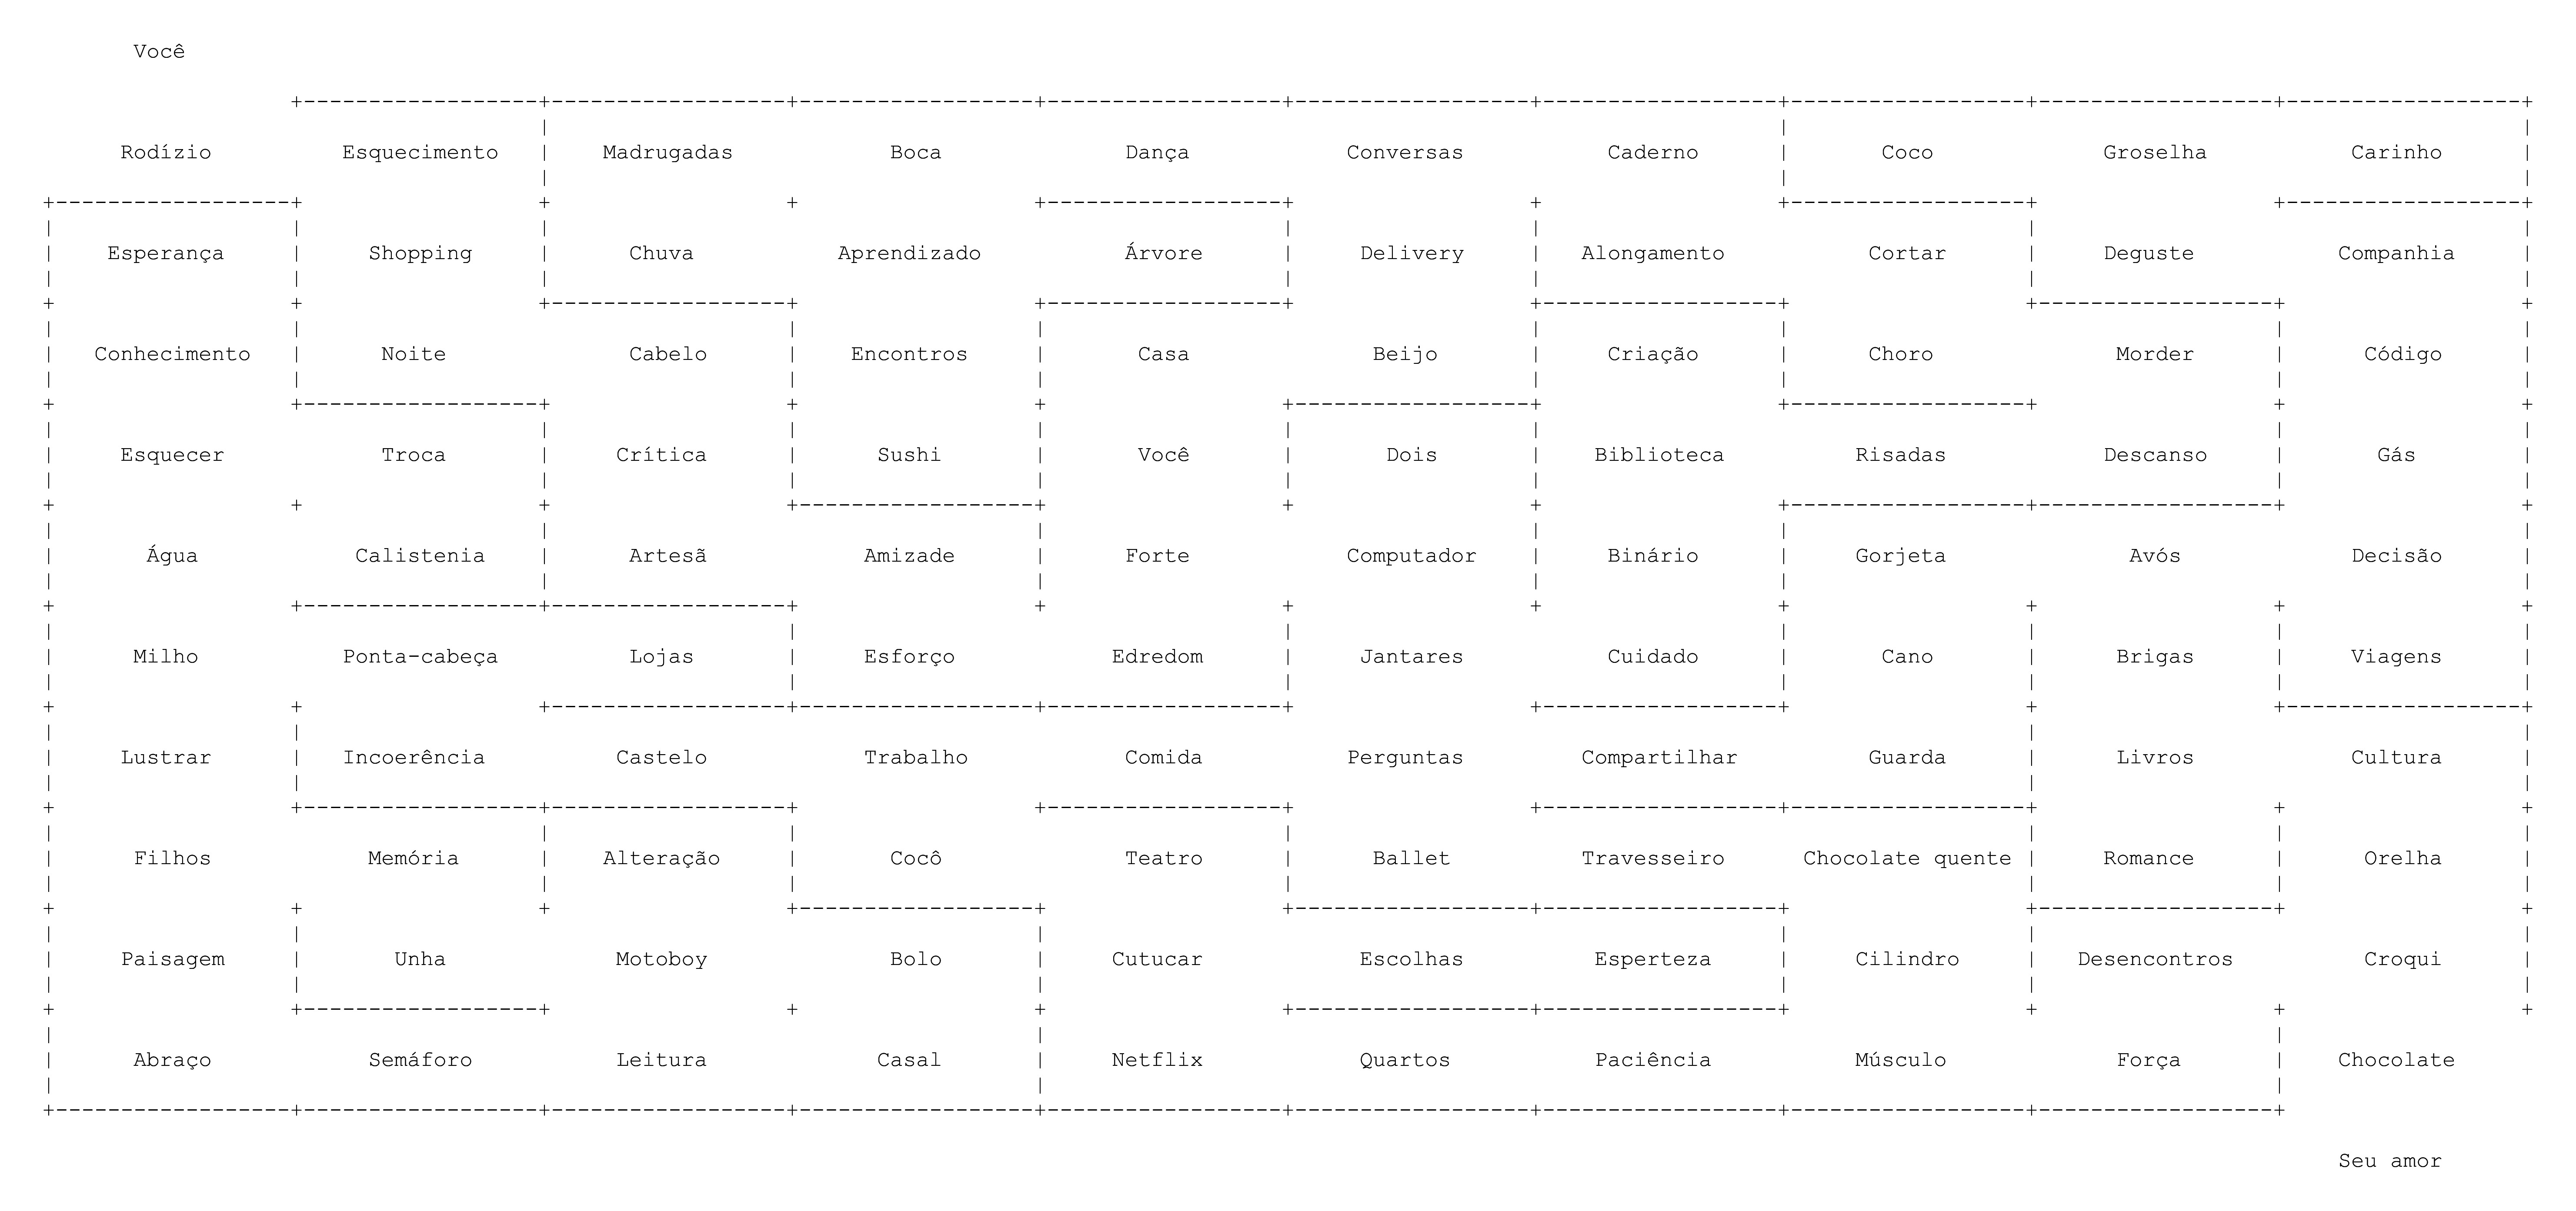 Você
Rodízio Esquecimento Madrugadas Boca Dança Conversas Caderno Coco Groselha Carinho
Esperança Shopping Chuva Aprendizado Árvore Delivery Alongamento Cortar Deguste Companhia
Conhecimento Noite Cabelo Encontros Casa Beijo Criação Choro Morder Código
Esquecer Troca Crítica Sushi Você Dois Biblioteca Risadas Descanso Gás
Água Calistenia Artesã Amizade Forte Computador Binário Gorjeta Avós Decisão
Milho Ponta-cabeça Lojas Esforço Edredom Jantares Cuidado Cano Brigas Viagens
Lustrar Incoerência Castelo Trabalho Comida Perguntas Compartilhar Guarda Livros Cultura
Filhos Memória Alteração Cocô Teatro Ballet Travesseiro Chocolate quente Romance Orelha
Paisagem Unha Motoboy Bolo Cutucar Escolhas Esperteza Cilindro Desencontros Croqui
Abraço Semáforo Leitura Casal Netflix Quartos Paciência Músculo Força Chocolate
Seu amor